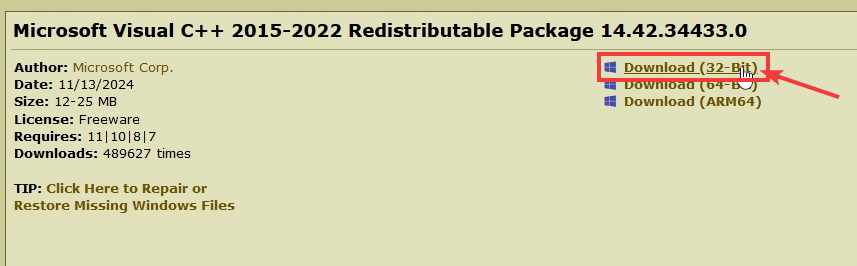 Microsoft Visual C++ 2015-2022 Redistributable Package 14.42.34433.0
Author: Microsoft Corp.
Date: 11/13/2024
Size: 12-25 MB
License: Freeware
Requires: 11|10|8|7
Downloads: 489627 times
TIP: Click Here to Repair or
Restore Missing Windows Files
Download (32-Bit)
Download (64-Bit)
Download (ARM64)